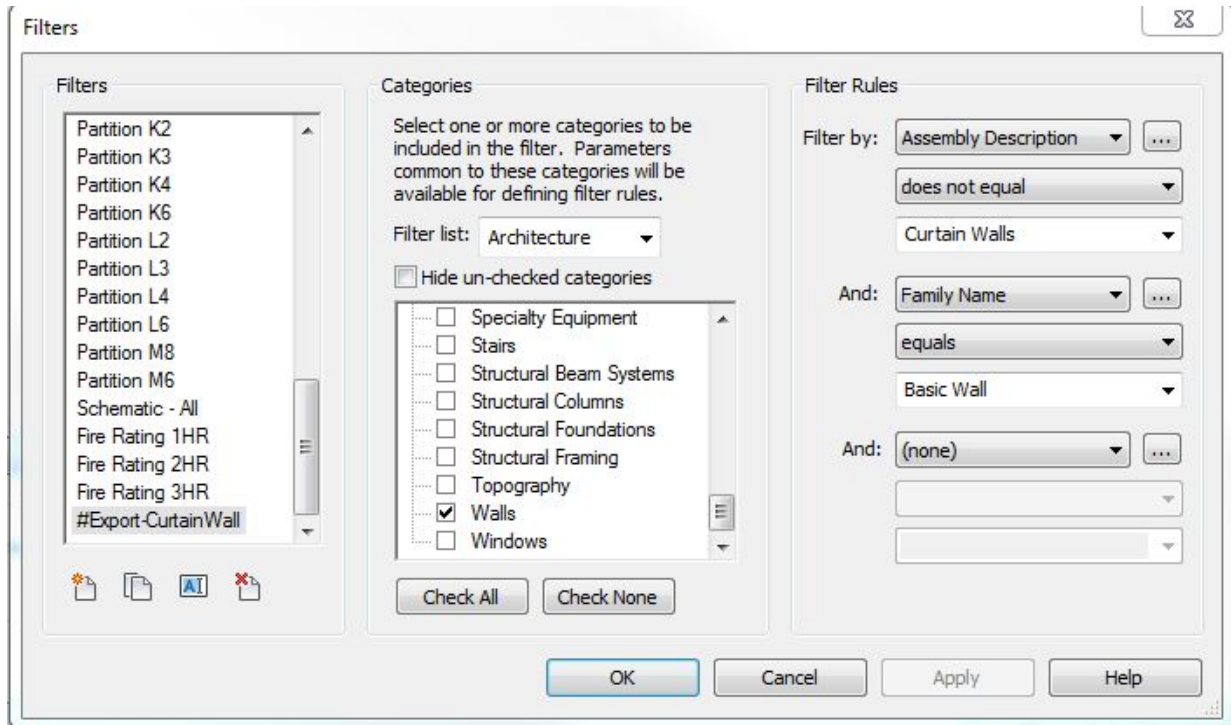 Filters
Filters
Partition K2
Partition K3
Partition K4
Partition K6
Partition L2
Partition L3
Partition L4
Partition L6
Partition M8
Partition M6
Schematic - All
Fire Rating 1HR
Fire Rating 2HR
Fire Rating 3HR
#Export-CurtainWall
Categories
Select one or more categories to be
included in the filter. Parameters
common to these categories will be
available for defining filter rules.
Filter list: Architecture
Hide un-checked categories
Specialty Equipment
Stairs
Structural Beam Systems
Structural Columns
Structural Foundations
Structural Framing
Topography
Walls
Windows
Check All Check None
Filter Rules
Filter by: Assembly Description ...
does not equal
Curtain Walls
And: Family Name ...
equals
Basic Wall
And: (none) ...
OK Cancel Apply Help